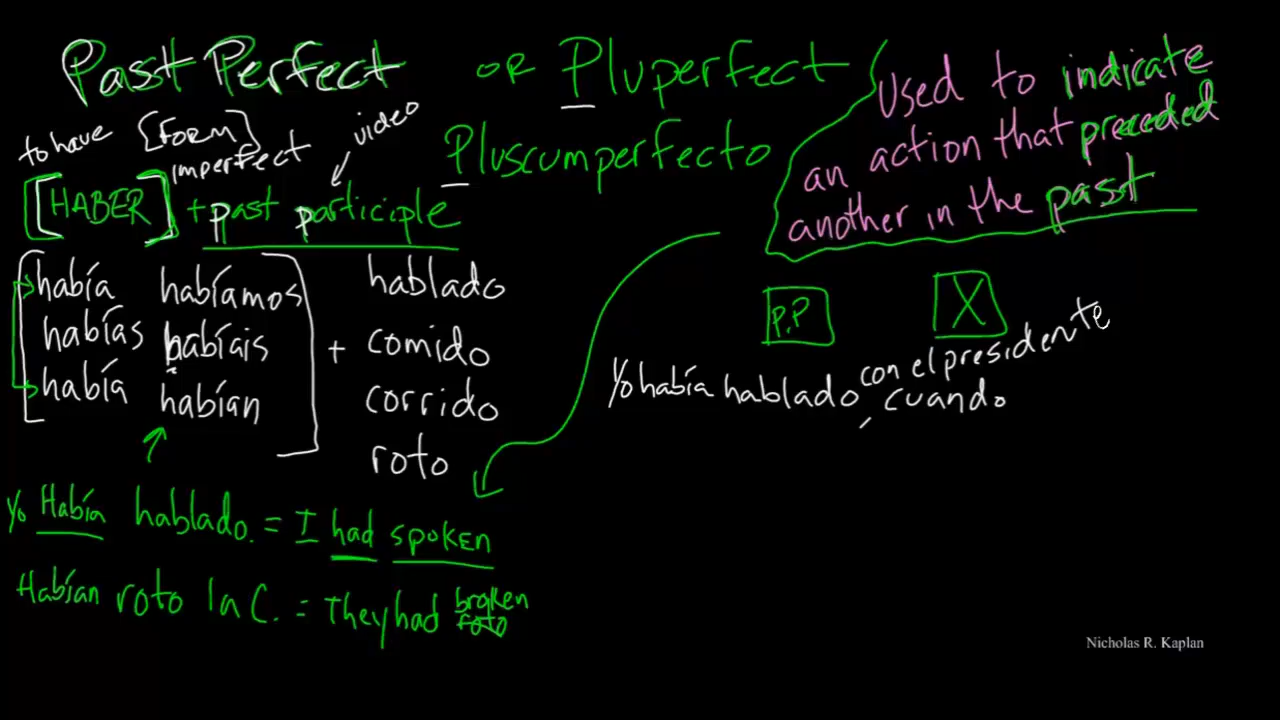 Past Perfect OR Pluperfect
Pluscumperfecto
Used to indicate
an action that preceded
another in the past
to have [FORM]
imperfect
video
[HABER] + past participle
había habíamos
habías habíais
había habían
+
hablado
comido
corrido
roto
P.P
X
Yo había hablado con el presidente
, cuando
Yo Había hablado. = I had spoken
Habían roto la C. = They had broken
roto
Nicholas R. Kaplan